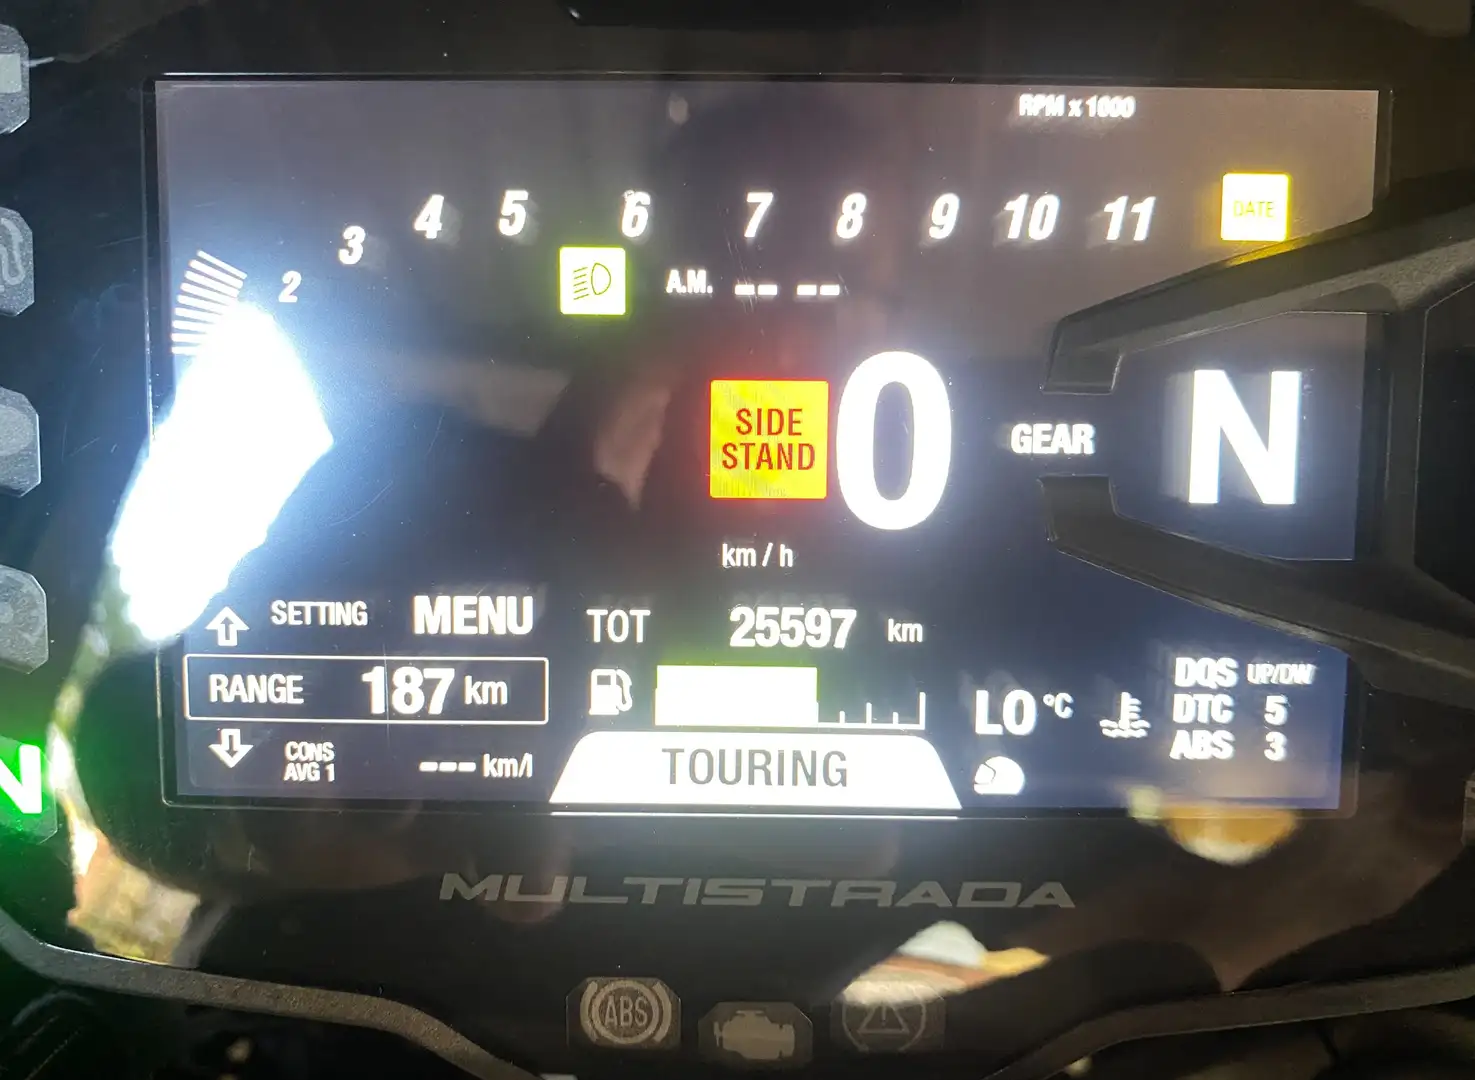 RPM x 1000
2 3 4 5 6 7 8 9 10 11
DATE
A.M. -- --
SIDE
STAND
0
GEAR
N
km/h
SETTING MENU
TOT 25597 km
RANGE 187 km
CONS
AVG 1
--- km/l
LO °C
DQS UP/DW
DTC 5
ABS 3
TOURING
N
MULTISTRADA
ABS